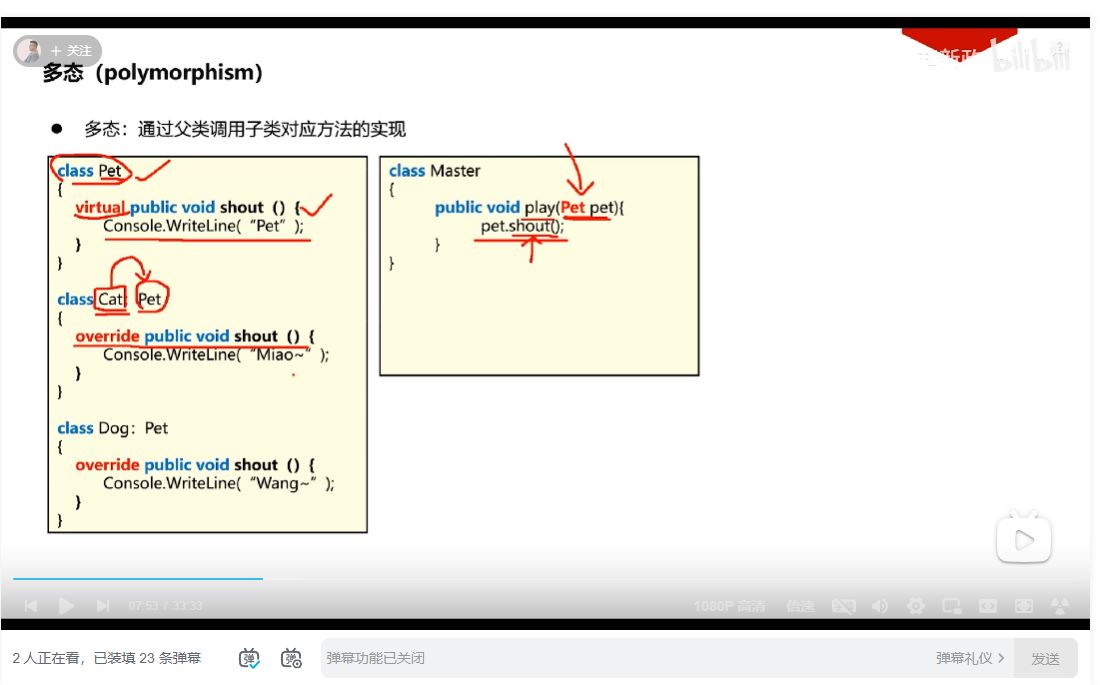 + 关注
bilibili
多态（polymorphism）
● 多态：通过父类调用子类对应方法的实现
class Pet
{
virtual public void shout () {
Console.WriteLine( “Pet” );
}
}
class Cat: Pet
{
override public void shout () {
Console.WriteLine( “Miao~” );
}
}
class Dog: Pet
{
override public void shout () {
Console.WriteLine( “Wang~” );
}
}
class Master
{
public void play(Pet pet){
pet.shout();
}
}
07:53 / 33:33
1080P 高清 倍速
2 人正在看，已装填 23 条弹幕
弹 弹
弹幕功能已关闭
弹幕礼仪 >
发送